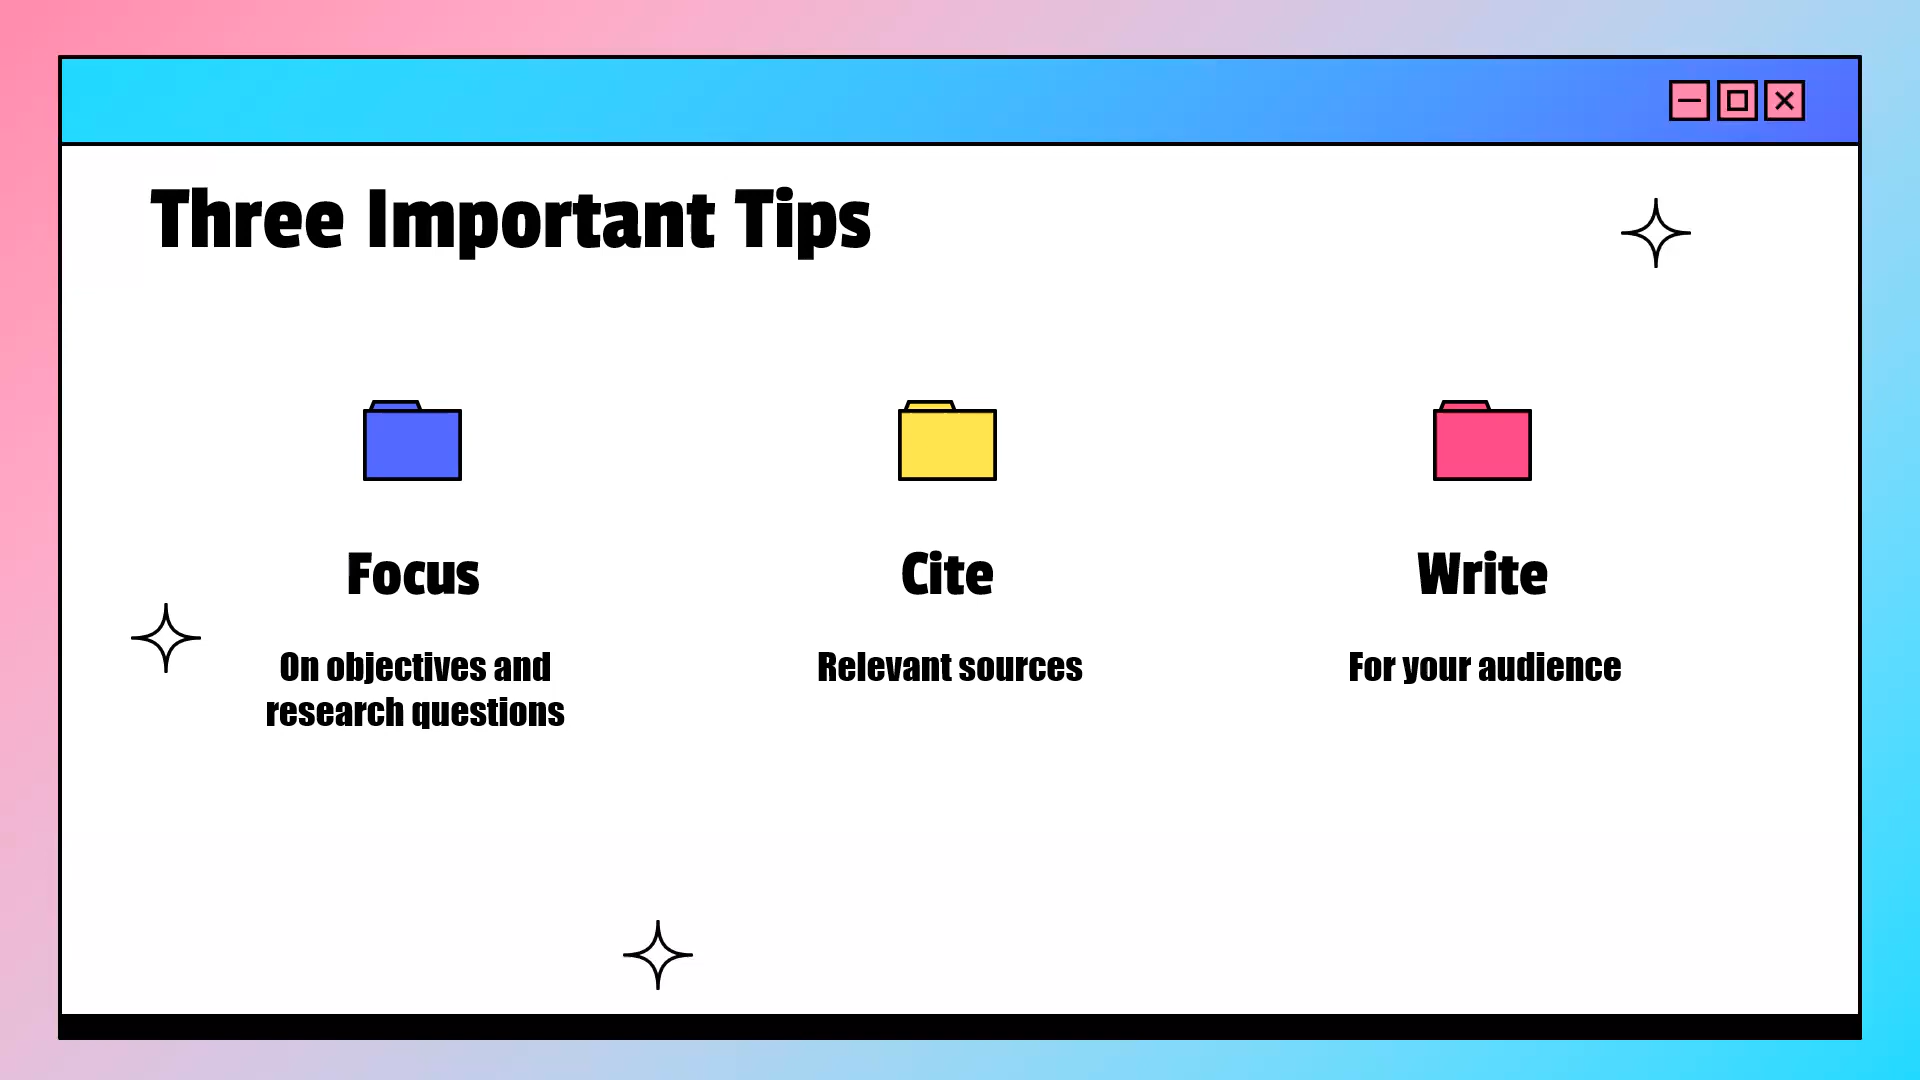 Three Important Tips
Focus
On objectives and
research questions
Cite
Relevant sources
Write
For your audience